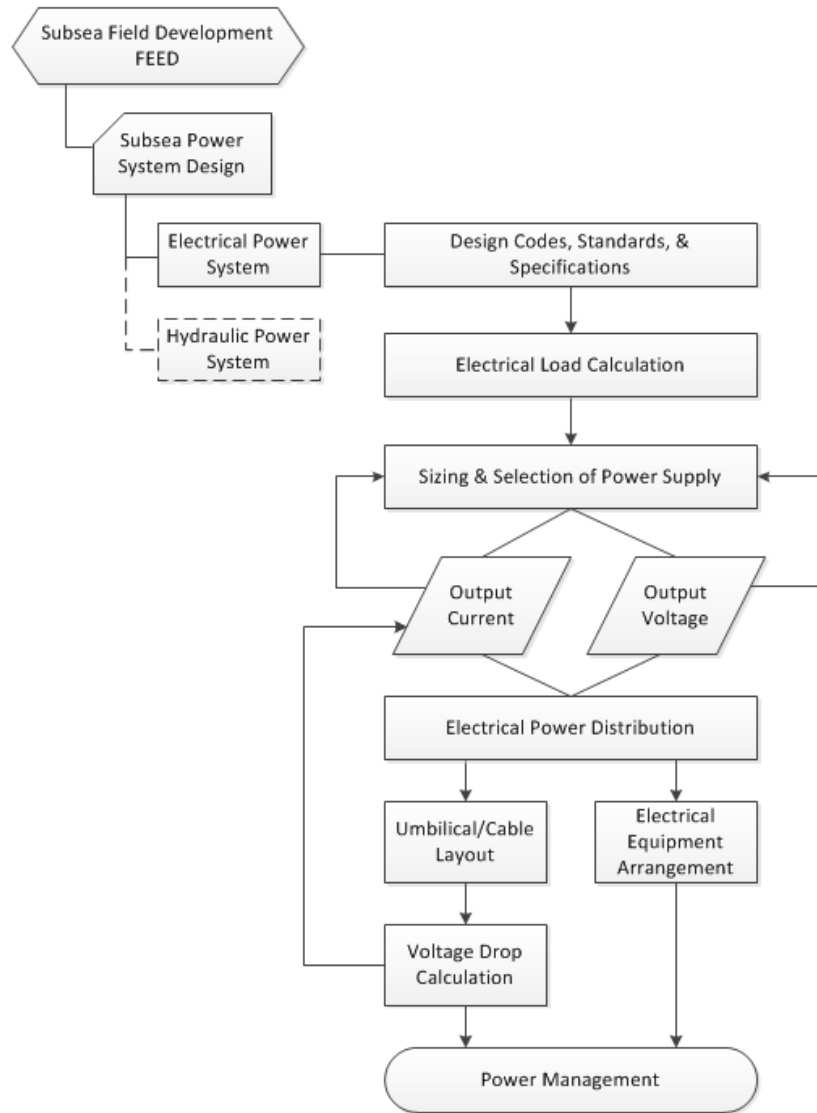 Subsea Field Development
FEED
Subsea Power
System Design
Electrical Power
System
Design Codes, Standards, &
Specifications
Hydraulic Power
System
Electrical Load Calculation
Sizing & Selection of Power Supply
Output
Current
Output
Voltage
Electrical Power Distribution
Umbilical/Cable
Layout
Electrical
Equipment
Arrangement
Voltage Drop
Calculation
Power Management